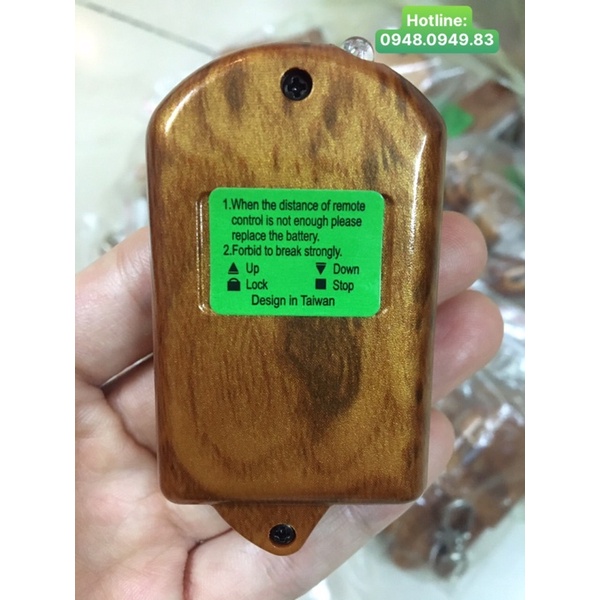 Hotline:
0948.0949.83
1.When the distance of remote
control is not enough please
replace the battery.
2.Forbid to break strongly.
▲ Up ▼ Down
Lock ■ Stop
Design in Taiwan